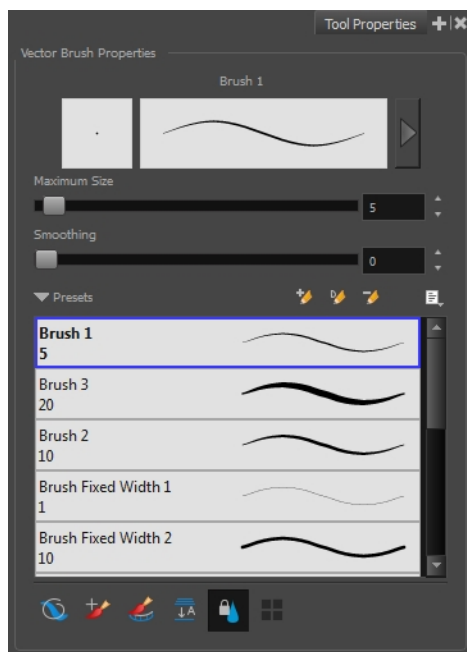 Tool Properties
Vector Brush Properties
Brush 1
Maximum Size
5
Smoothing
0
Presets
Brush 1
5
Brush 3
20
Brush 2
10
Brush Fixed Width 1
1
Brush Fixed Width 2
10